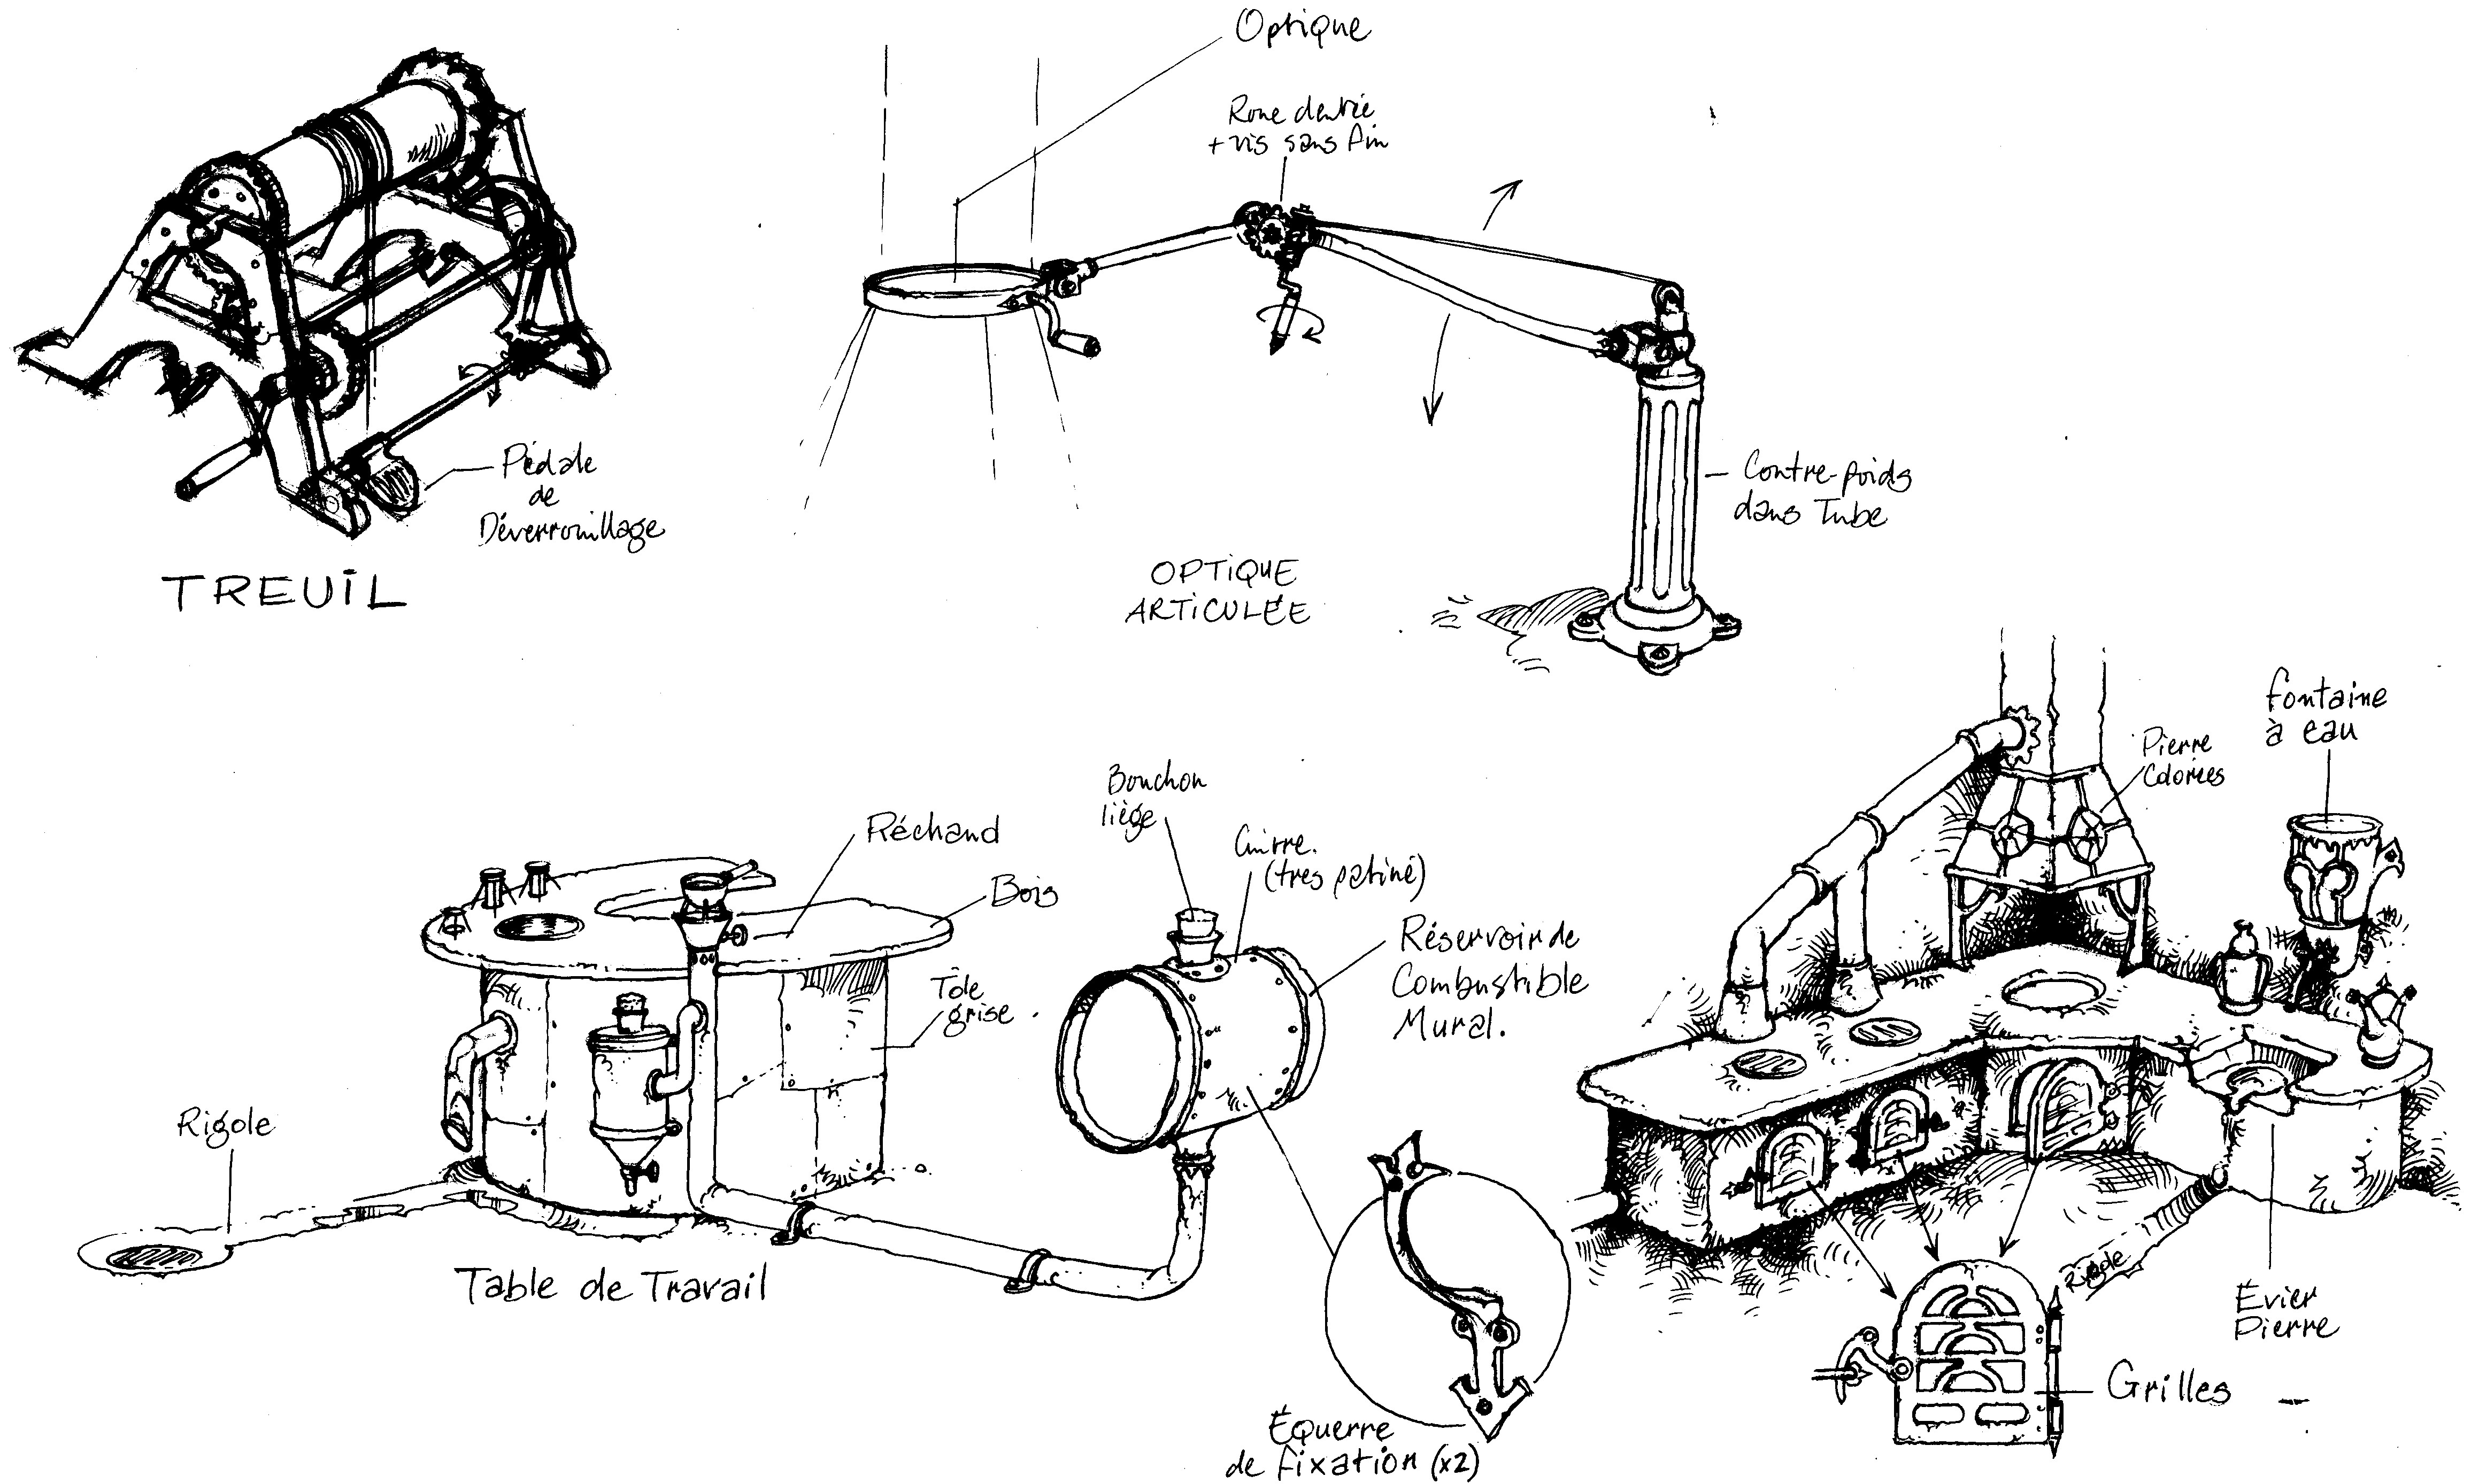 Optique
Roue dentée
+ vis sans fin
Pédale
de
Déverrouillage
TREUiL
Contre-poids
dans Tube
OPTiQUE
ARTiCULÉE
Fontaine
à eau
Pierre
Colorées
Bouchon
liège
Cuivre.
(tres patiné)
Réchaud
Bois
Réservoir de
Combustible
Mural.
Tôle
grise
Rigole
Table de Travail
Rigole
Évier
Pierre
Grilles
Équerre
de fixation (x2)